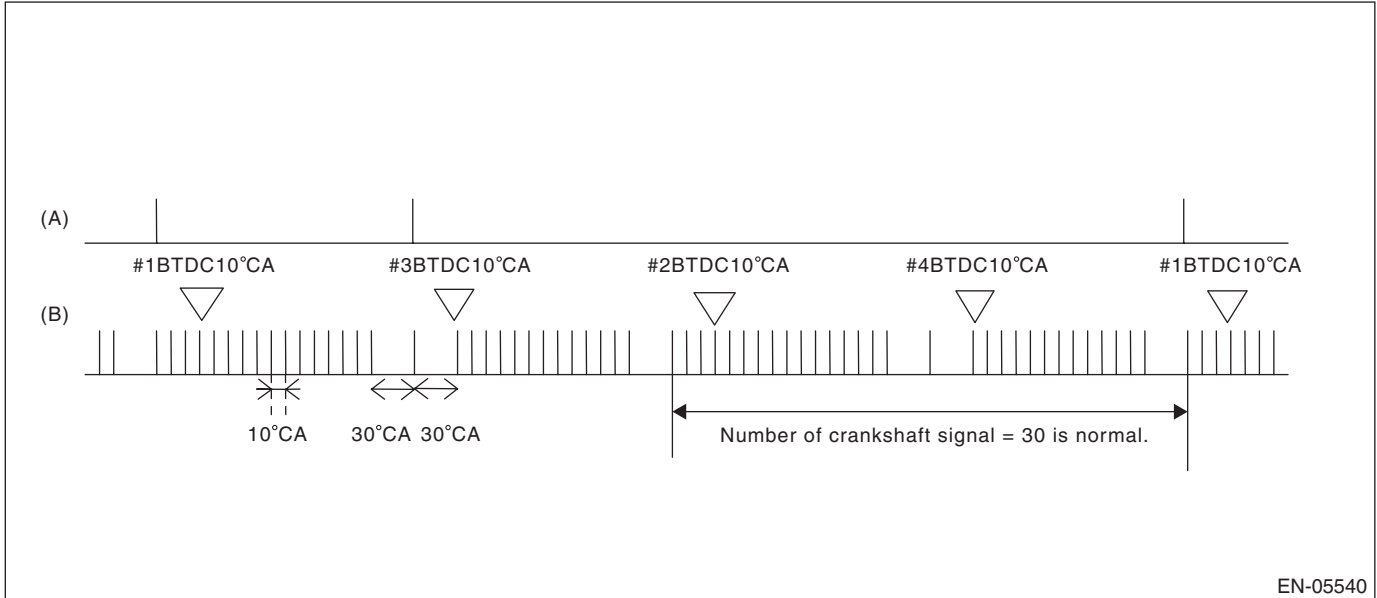 (A)
#1BTDC10°CA #3BTDC10°CA #2BTDC10°CA #4BTDC10°CA #1BTDC10°CA
(B)
10°CA 30°CA 30°CA Number of crankshaft signal = 30 is normal.
EN-05540